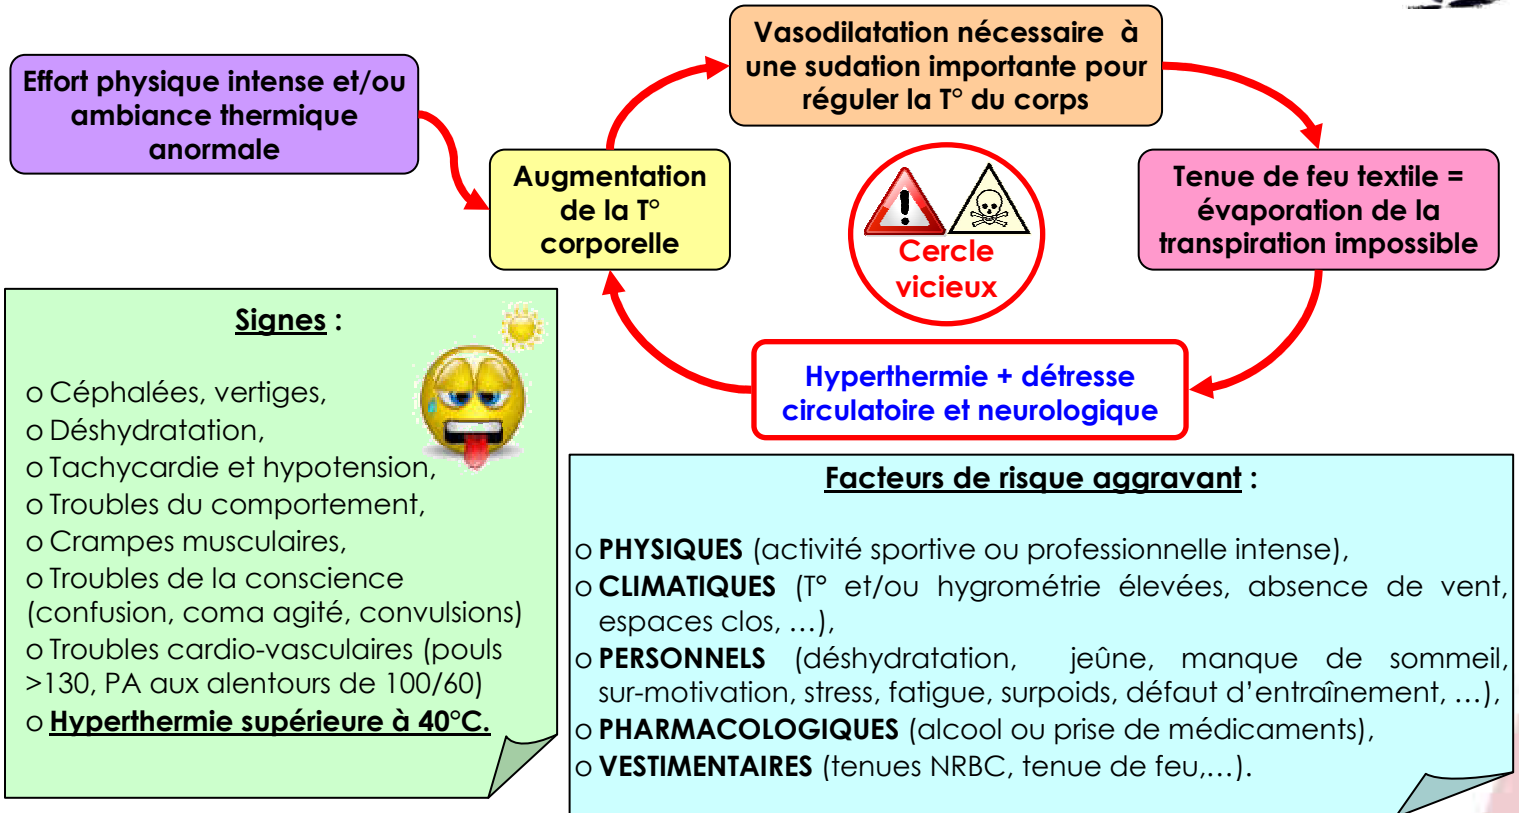 Effort physique intense et/ou
ambiance thermique
anormale
Vasodilatation nécessaire à
une sudation importante pour
réguler la T° du corps
Augmentation
de la T°
corporelle
Tenue de feu textile =
évaporation de la
transpiration impossible
Cercle
vicieux
Hyperthermie + détresse
circulatoire et neurologique
Signes :
o Céphalées, vertiges,
o Déshydratation,
o Tachycardie et hypotension,
o Troubles du comportement,
o Crampes musculaires,
o Troubles de la conscience
(confusion, coma agité, convulsions)
o Troubles cardio-vasculaires (pouls
>130, PA aux alentours de 100/60)
o Hyperthermie supérieure à 40°C.
Facteurs de risque aggravant :
o PHYSIQUES (activité sportive ou professionnelle intense),
o CLIMATIQUES (T° et/ou hygrométrie élevées, absence de vent,
espaces clos, …),
o PERSONNELS (déshydratation, jeûne, manque de sommeil,
sur-motivation, stress, fatigue, surpoids, défaut d’entraînement, …),
o PHARMACOLOGIQUES (alcool ou prise de médicaments),
o VESTIMENTAIRES (tenues NRBC, tenue de feu,…).